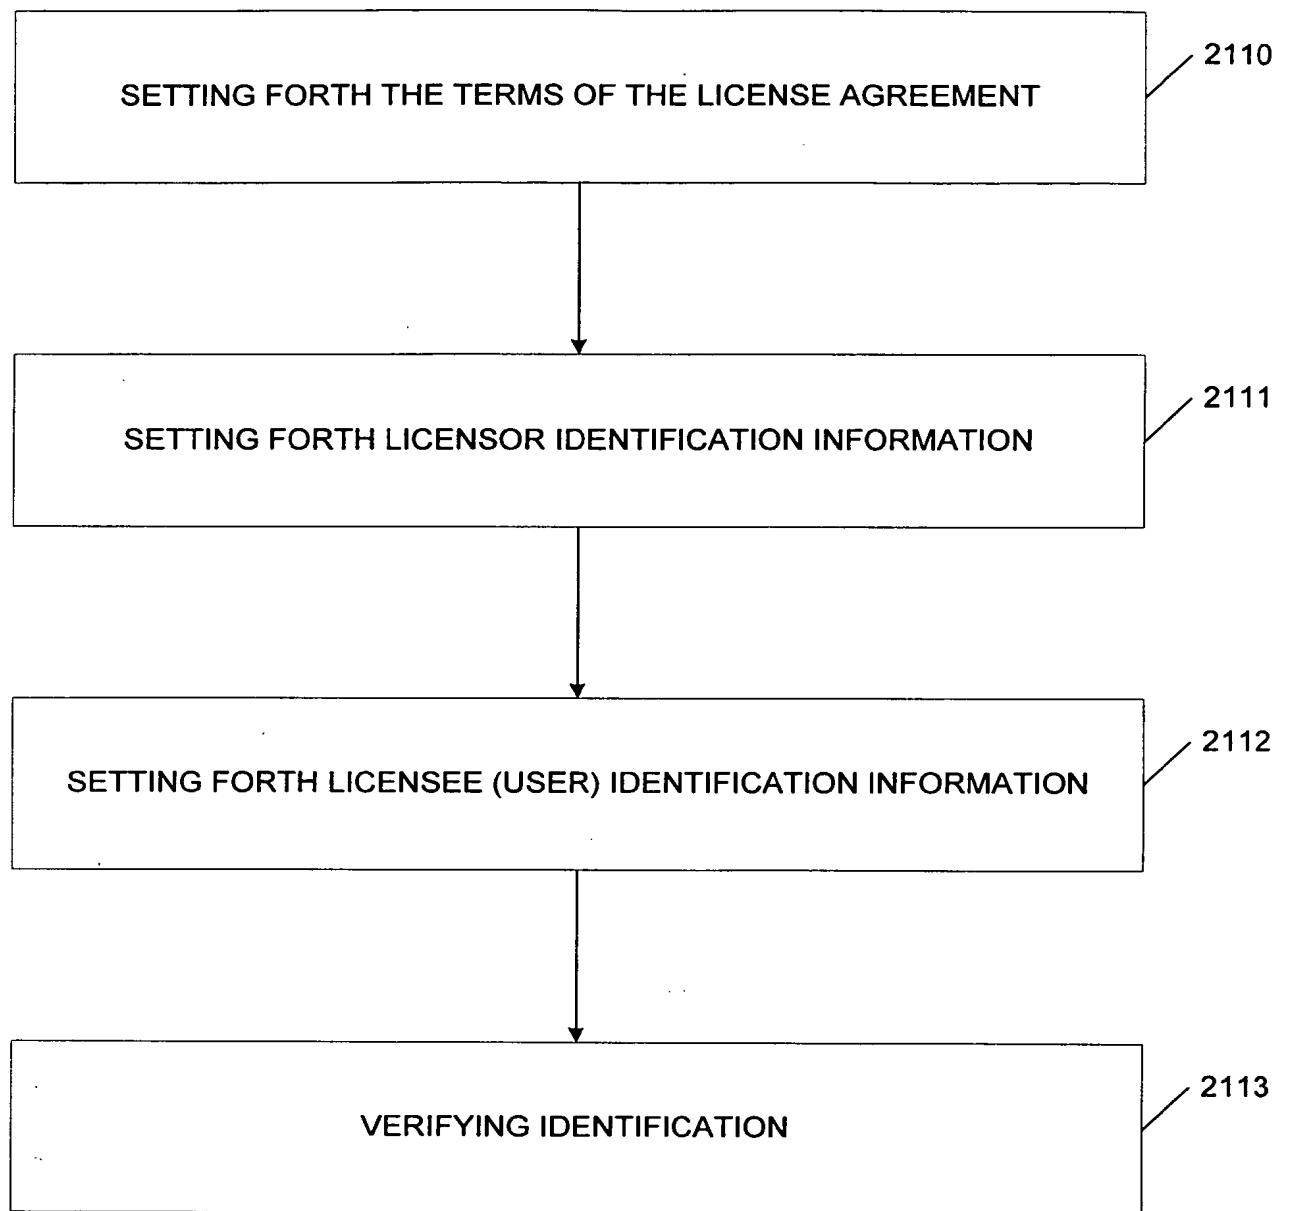 SETTING FORTH THE TERMS OF THE LICENSE AGREEMENT
2110
SETTING FORTH LICENSOR IDENTIFICATION INFORMATION
2111
SETTING FORTH LICENSEE (USER) IDENTIFICATION INFORMATION
2112
VERIFYING IDENTIFICATION
2113